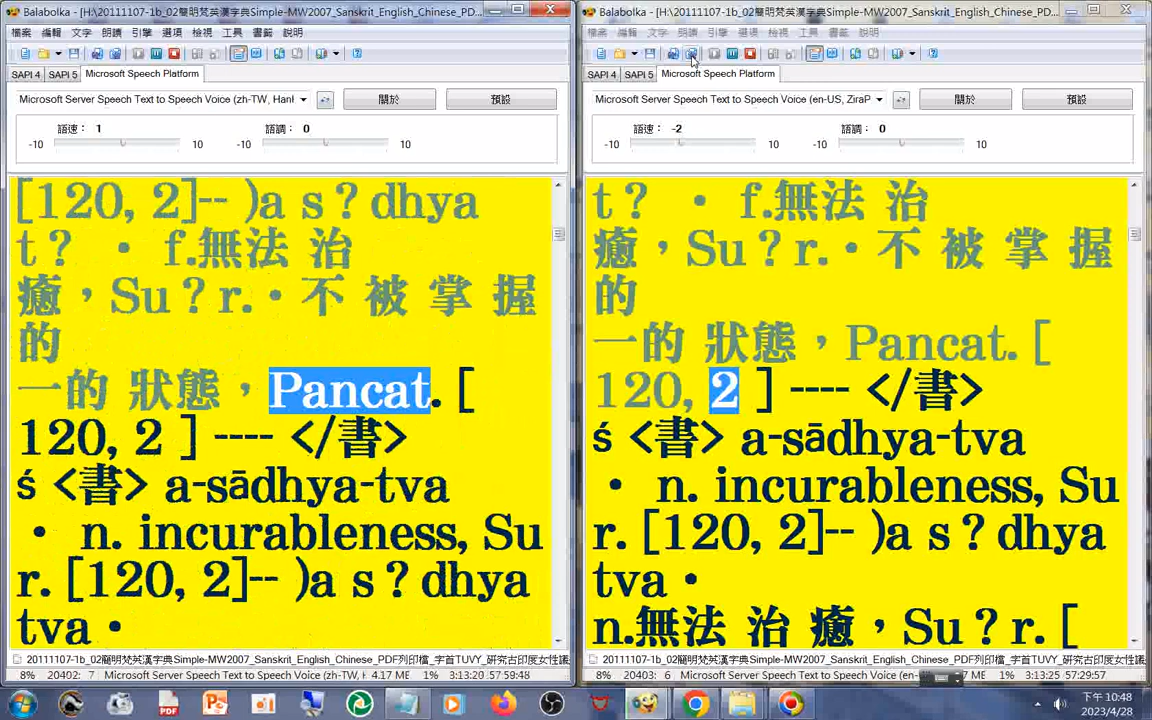 Balabolka - [H:\20111107-1b_02簡明梵英漢字典Simple-MW2007_Sanskrit_English_Chinese_PD...
檔案 編輯 文字 朗讀 引擎 選項 檢視 工具 書籤 說明
SAPI 4 SAPI 5 Microsoft Speech Platform
Microsoft Server Speech Text to Speech Voice (zh-TW, Hanl 關於 預設
語速： 1 語調： 0
-10 10 -10 10
[120, 2]-- )a s？dhya
t？ • f.無法 治
癒，Su？r.•不 被 掌 握
的
一的 狀態，Pancat. [
120, 2 ] ---- </書>
ś <書> a-sādhya-tva
• n. incurableness, Su
r. [120, 2]-- )a s？dhya
tva •
20111107-1b_02簡明梵英漢字典Simple-MW2007_Sanskrit_English_Chinese_PDF列印檔_字首TUVY_研究古印度女性議
8% 20402: 7 Microsoft Server Speech Text to Speech Voice (zh-TW, H 4.17 ME 1% 3:13:20 57:59:48
Balabolka - [H:\20111107-1b_02簡明梵英漢字典Simple-MW2007_Sanskrit_English_Chinese_PDF...
檔案 編輯 文字 朗讀 引擎 選項 檢視 工具 書籤 說明
SAPI 4 SAPI 5 Microsoft Speech Platform
Microsoft Server Speech Text to Speech Voice (en-US, ZiraP 關於 預設
語速： -2 語調： 0
-10 10 -10 10
t？ • f.無法 治
癒，Su？r.•不 被 掌 握
的
一的 狀態，Pancat. [
120, 2 ] ---- </書>
ś <書> a-sādhya-tva
• n. incurableness, Su
r. [120, 2]-- )a s？dhya
tva •
n.無法 治 癒，Su？r. [
20111107-1b_02簡明梵英漢字典Simple-MW2007_Sanskrit_English_Chinese_PDF列印檔_字首TUVY_研究古印度女性議
8% 20403: 6 Microsoft Server Speech Text to Speech Voice (en- ME 1% 3:13:25 57:29:57
PDF
下午 10:48
2023/4/28